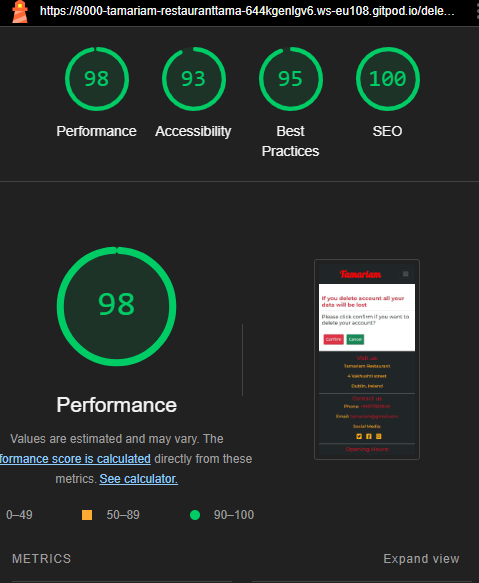 https://8000-tamariam-restauranttama-644kgenlgv6.ws-eu108.gitpod.io/dele...
98
93
95
100
Performance
Accessibility
Best
Practices
SEO
98
Performance
Values are estimated and may vary. The
formance score is calculated directly from these
metrics. See calculator.
0–49
50–89
90–100
Tamariam
If you delete account all your
data will be lost
Please click confirm if you want to
delete your account?
Confirm
Cancel
Visit us
Tamariam Restaurant
4 Vakhushti street
Dublin, Ireland
Contact us
Phone:
Email:
Social Media
Opening Hours
METRICS
Expand view